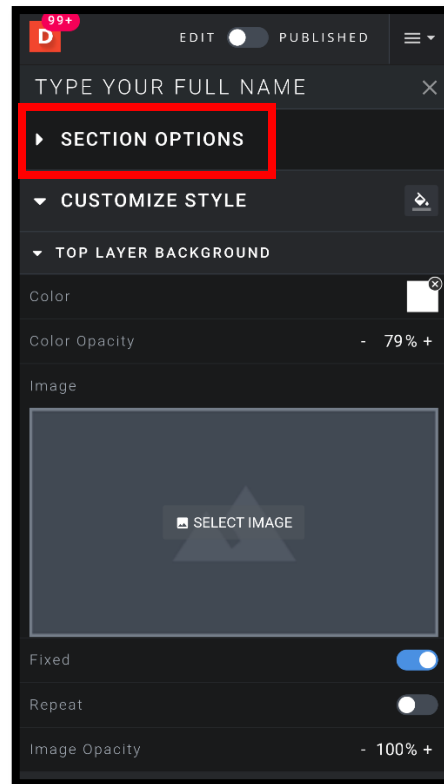 99+
D
EDIT PUBLISHED
TYPE YOUR FULL NAME
SECTION OPTIONS
CUSTOMIZE STYLE
TOP LAYER BACKGROUND
Color
Color Opacity - 79% +
Image
SELECT IMAGE
Fixed
Repeat
Image Opacity - 100% +